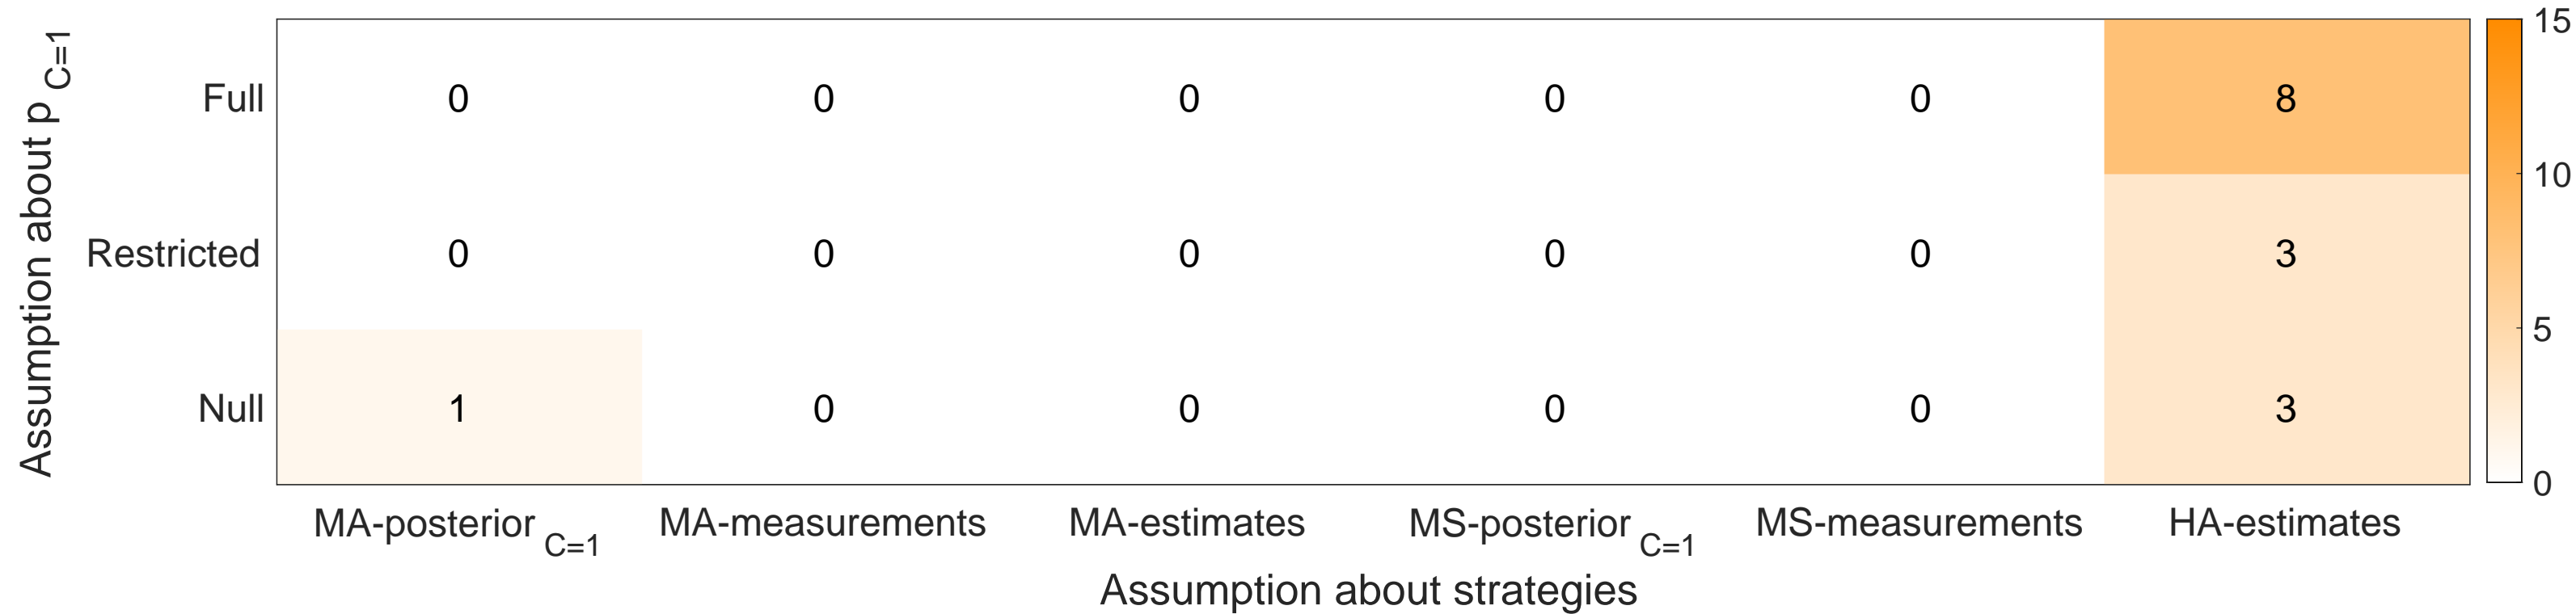 Assumption about p C=1
Full 0 0 0 0 0 8
Restricted 0 0 0 0 0 3
Null 1 0 0 0 0 3
MA-posterior C=1 MA-measurements MA-estimates MS-posterior C=1 MS-measurements HA-estimates
Assumption about strategies
15
10
5
0